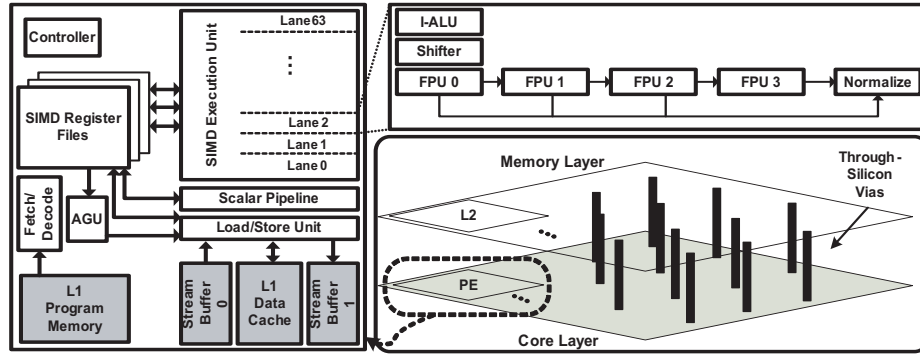 Controller
SIMD Register
Files
Fetch/
Decode
AGU
L1
Program
Memory
SIMD Execution Unit
Lane63
Lane 2
Lane 1
Lane 0
Scalar Pipeline
Load/Store Unit
Stream
Buffer
0
L1
Data
Cache
Stream
Buffer
1
I-ALU
Shifter
FPU 0
FPU 1
FPU 2
FPU 3
Normalize
Memory Layer
Through-
Silicon
Vias
L2
PE
Core Layer